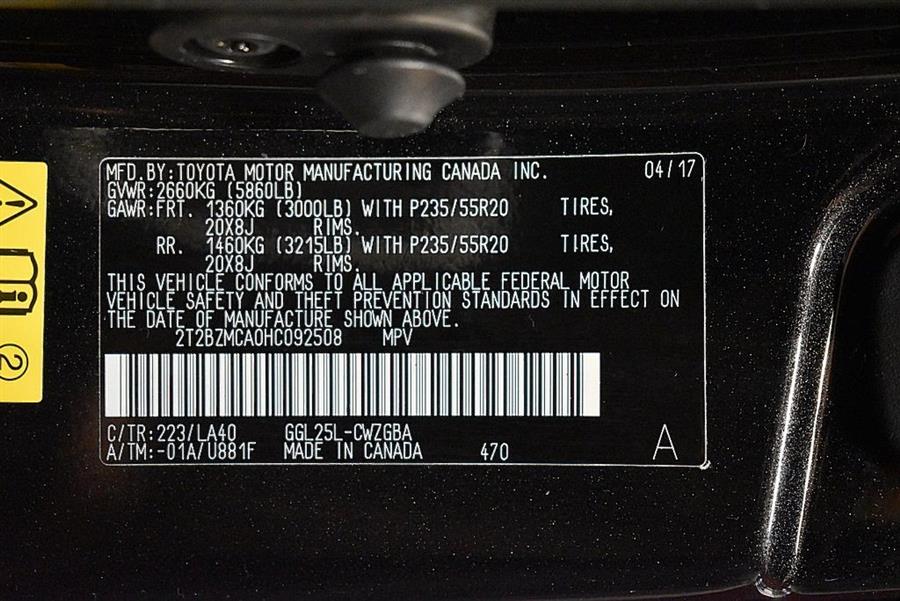 MFD.BY:TOYOTA MOTOR MANUFACTURING CANADA INC. 04/17
GVWR:2660KG (5860LB)
GAWR:FRT. 1360KG (3000LB) WITH P235/55R20 TIRES,
20X8J RIMS.
RR. 1460KG (3215LB) WITH P235/55R20 TIRES,
20X8J RIMS.
THIS VEHICLE CONFORMS TO ALL APPLICABLE FEDERAL MOTOR
VEHICLE SAFETY AND THEFT PREVENTION STANDARDS IN EFFECT ON
THE DATE OF MANUFACTURE SHOWN ABOVE.
2T2BZMCA0HC092508 MPV
C/TR:223/LA40 GGL25L-CWZGBA
A/TM:-01A/U881F MADE IN CANADA 470 A
2